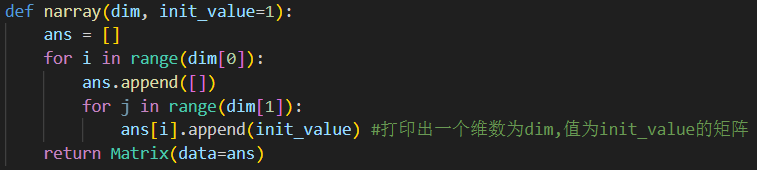 def narray(dim, init_value=1):
    ans = []
    for i in range(dim[0]):
        ans.append([])
        for j in range(dim[1]):
            ans[i].append(init_value) #打印出一个维数为dim,值为init_value的矩阵
    return Matrix(data=ans)